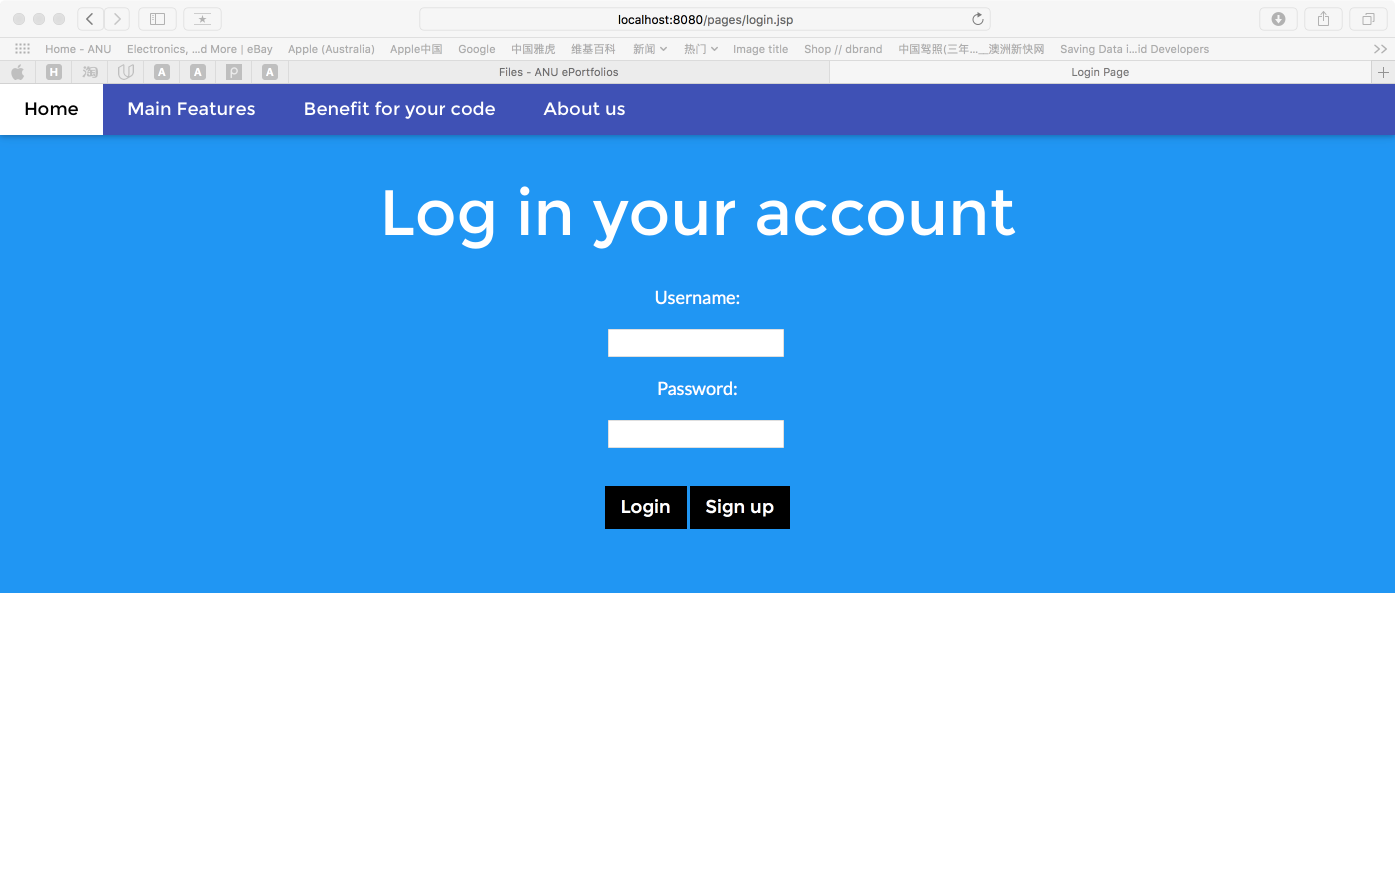 localhost:8080/pages/login.jsp
Home - ANU Electronics, ...d More | eBay Apple (Australia) Apple中国 Google 中国雅虎 维基百科 新闻 热门 Image title Shop // dbrand 中国驾照(三年...__澳洲新快网 Saving Data i...id Developers
H 淘 U A A P A Files - ANU ePortfolios Login Page
Home Main Features Benefit for your code About us
Log in your account
Username:
Password:
Login Sign up